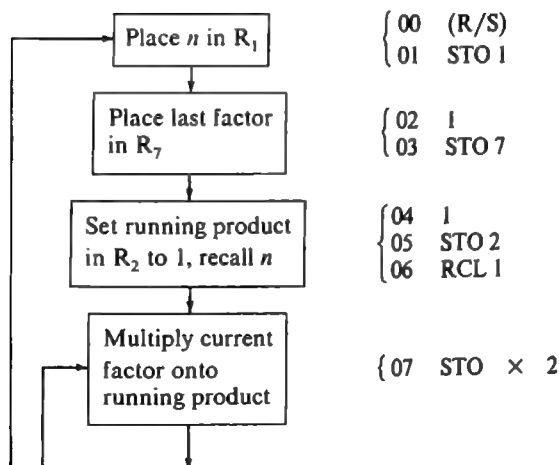 Place n in R₁
00 (R/S)
01 STO 1
Place last factor
in R₇
02 1
03 STO 7
Set running product
in R₂ to 1, recall n
04 1
05 STO 2
06 RCL 1
Multiply current
factor onto
running product
07 STO × 2